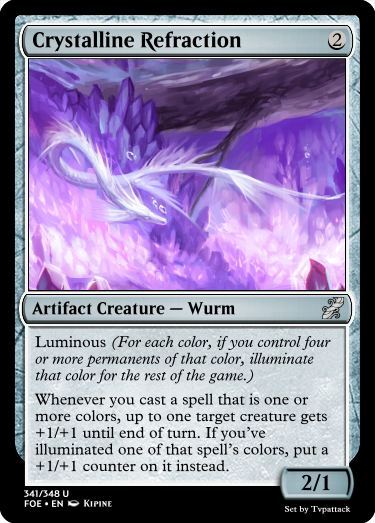 Crystalline Refraction 2
Artifact Creature — Wurm
Luminous (For each color, if you control four
or more permanents of that color, illuminate
that color for the rest of the game.)
Whenever you cast a spell that is one or
more colors, up to one target creature gets
+1/+1 until end of turn. If you've
illuminated one of that spell's colors, put a
+1/+1 counter on it instead.
2/1
341/348 U
FOE • EN Kipine
Set by Tvpattack